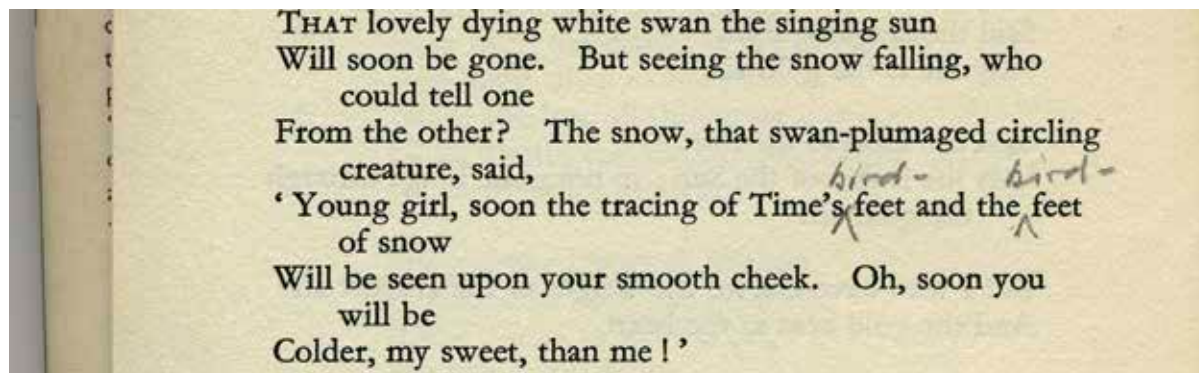 THAT lovely dying white swan the singing sun
Will soon be gone. But seeing the snow falling, who
could tell one
From the other? The snow, that swan-plumaged circling
creature, said,
bird- bird-
‘Young girl, soon the tracing of Time’s feet and the feet
of snow
Will be seen upon your smooth cheek. Oh, soon you
will be
Colder, my sweet, than me!’